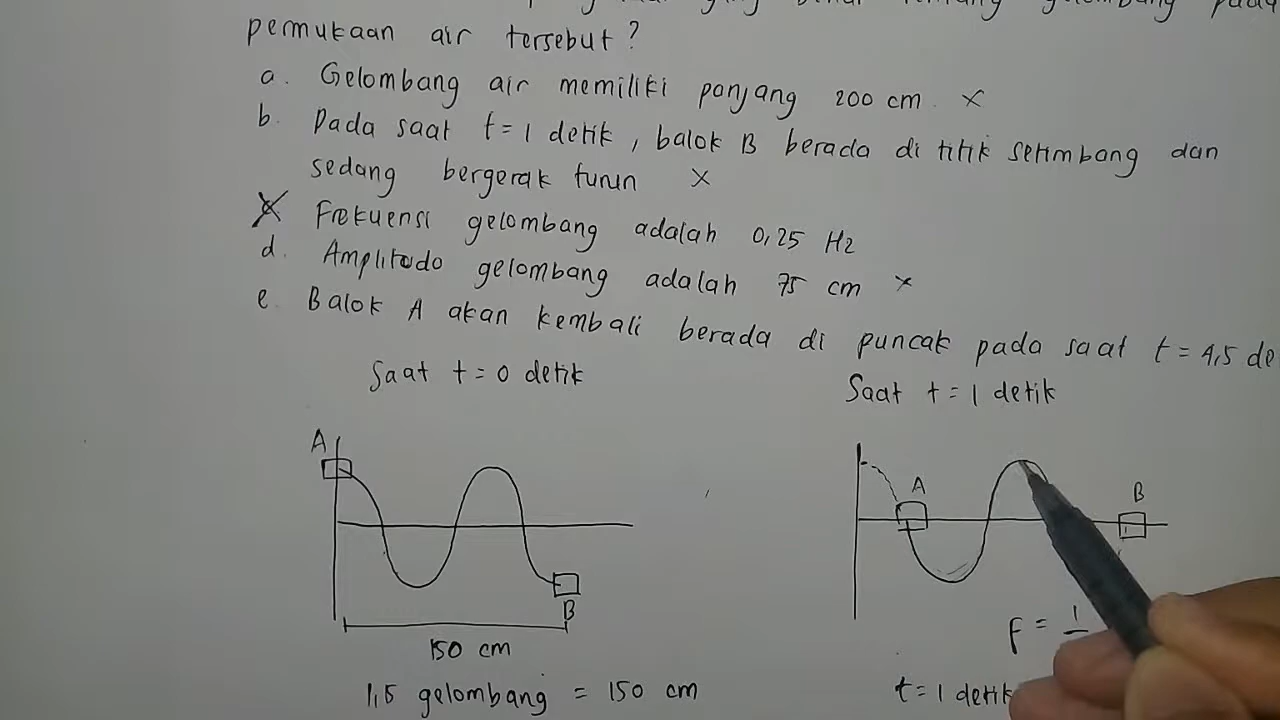 gelombang pada
permukaan air tersebut?
a. Gelombang air memiliki panjang 200 cm. x
b. Pada saat t = 1 detik, balok B berada di titik setimbang dan
sedang bergerak turun x
c Frekuensi gelombang adalah 0,25 Hz
d. Amplitudo gelombang adalah 75 cm x
e. Balok A akan kembali berada di puncak pada saat t = 4,5 de
Saat t = 0 detik
Saat t = 1 detik
A
A
B
B
150 cm
F = 1
1,5 gelombang = 150 cm
t = 1 detik